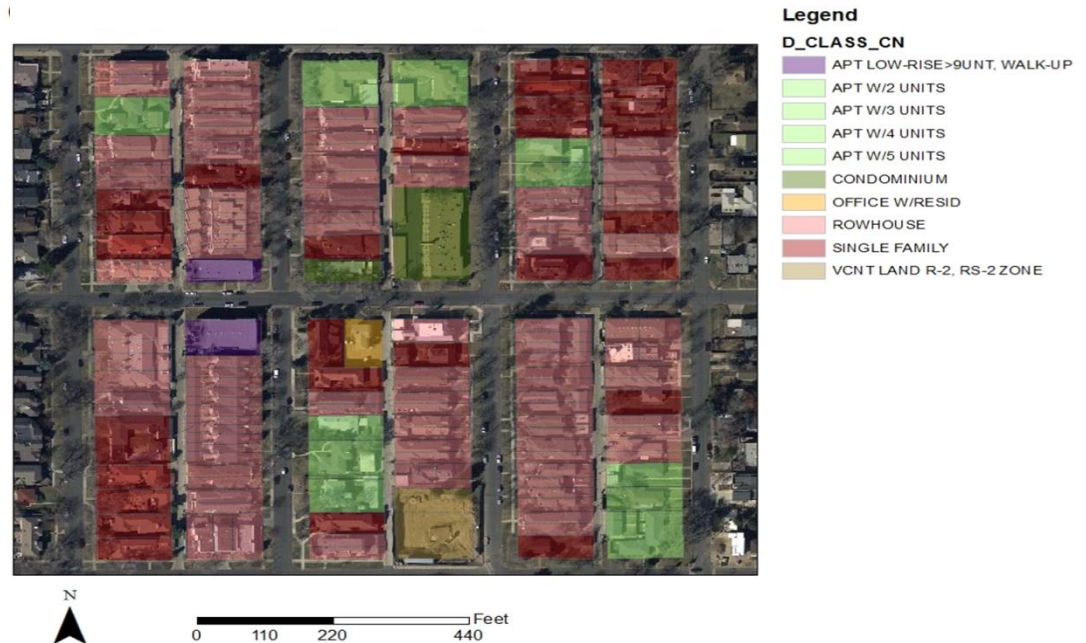 Legend
D_CLASS_CN
APT LOW-RISE>9UNT, WALK-UP
APT W/2 UNITS
APT W/3 UNITS
APT W/4 UNITS
APT W/5 UNITS
CONDOMINIUM
OFFICE W/RESID
ROWHOUSE
SINGLE FAMILY
VCNT LAND R-2, RS-2 ZONE
N
Feet
0 110 220 440